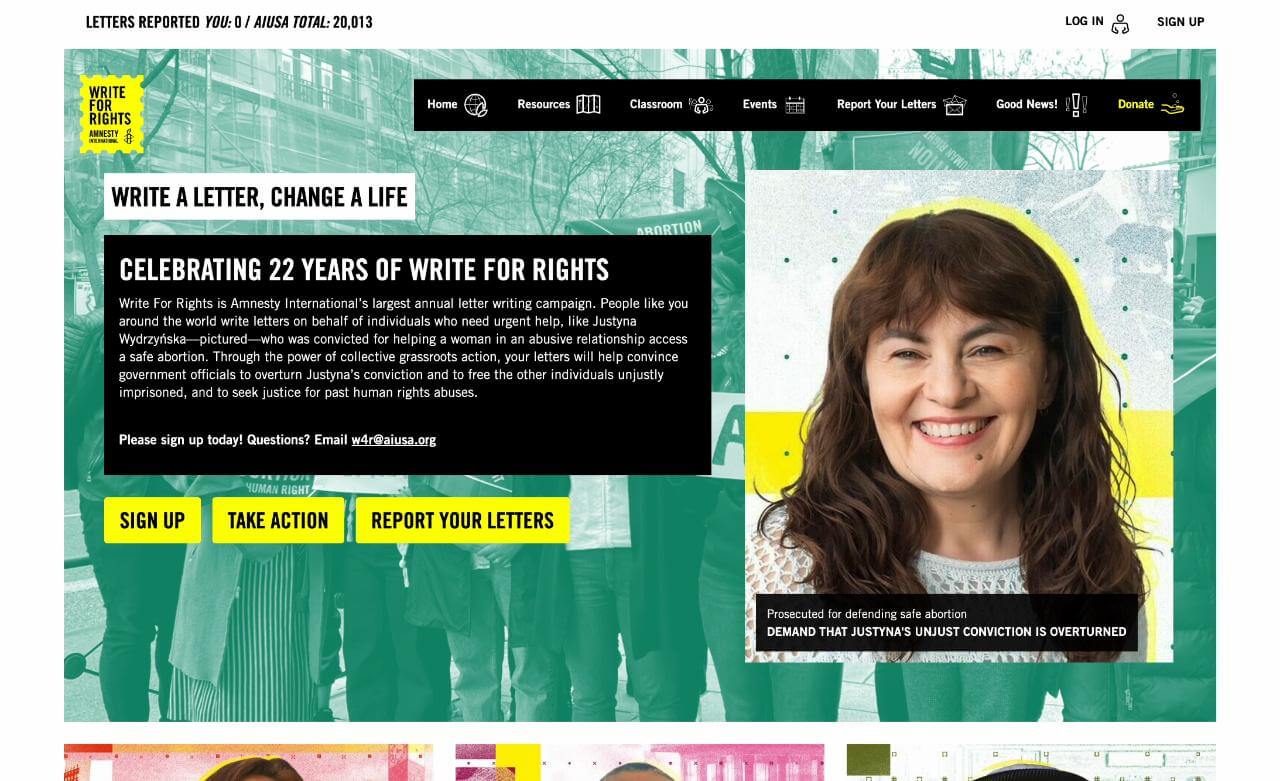 LETTERS REPORTED YOU: 0 / AIUSA TOTAL: 20,013
LOG IN
SIGN UP
WRITE
FOR
RIGHTS
AMNESTY
INTERNATIONAL
Home
Resources
Classroom
Events
Report Your Letters
Good News!
Donate
WRITE A LETTER, CHANGE A LIFE
ABORTION
CELEBRATING 22 YEARS OF WRITE FOR RIGHTS
Write For Rights is Amnesty International's largest annual letter writing campaign. People like you
around the world write letters on behalf of individuals who need urgent help, like Justyna
Wydrzyńska—pictured—who was convicted for helping a woman in an abusive relationship access
a safe abortion. Through the power of collective grassroots action, your letters will help convince
government officials to overturn Justyna's conviction and to free the other individuals unjustly
imprisoned, and to seek justice for past human rights abuses.
Please sign up today! Questions? Email w4r@aiusa.org
HUMAN RIGHT
SIGN UP
TAKE ACTION
REPORT YOUR LETTERS
Prosecuted for defending safe abortion
DEMAND THAT JUSTYNA'S UNJUST CONVICTION IS OVERTURNED